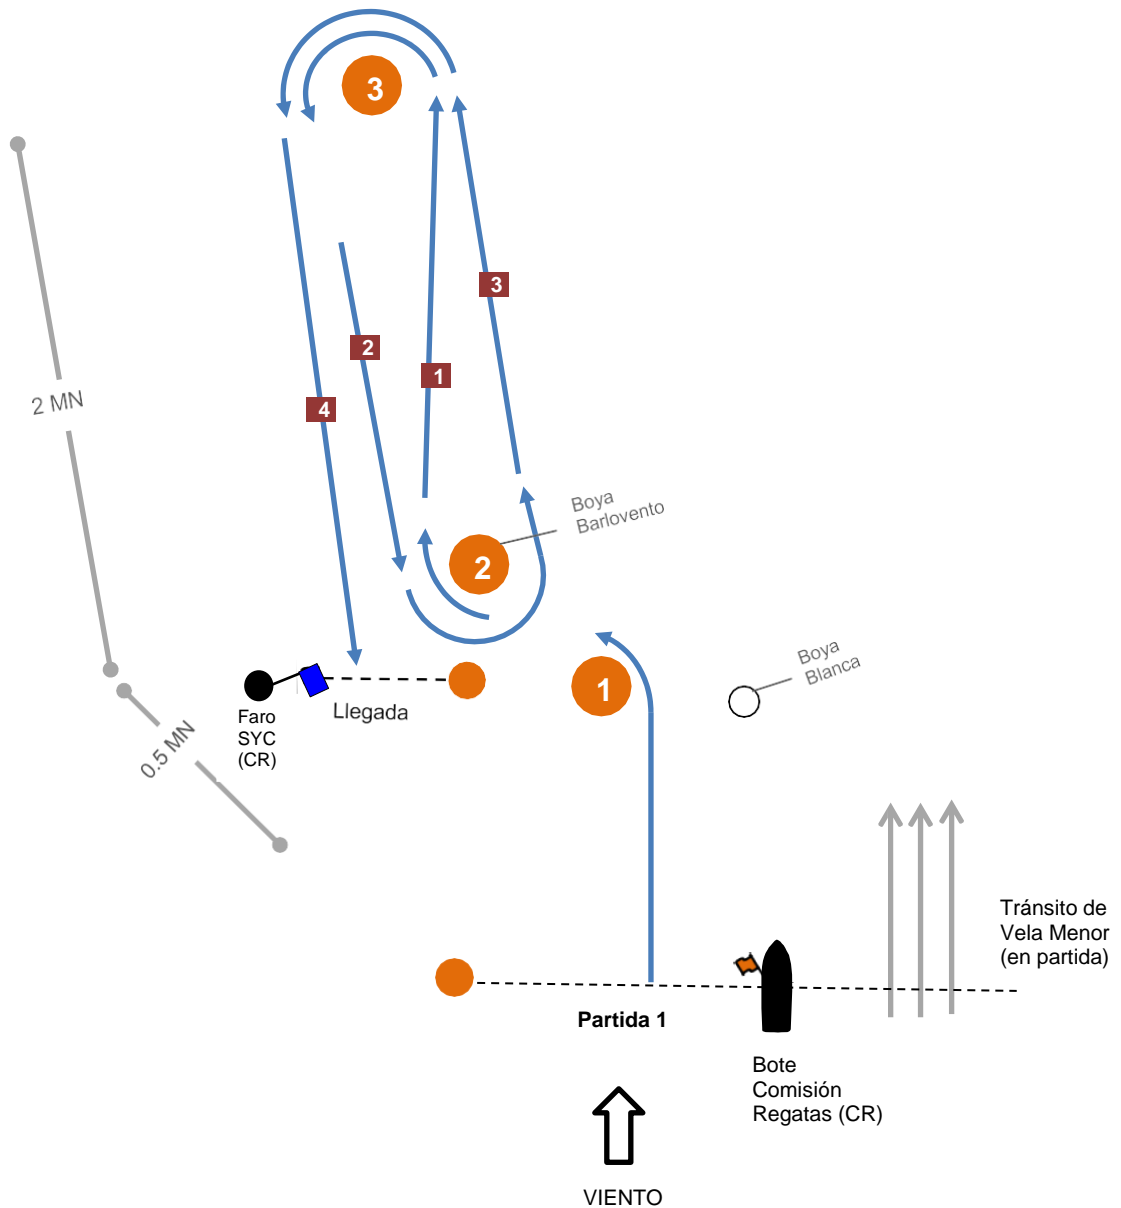 3
3
2
1
4
2 MN
Boya
Barlovento
2
Boya
Blanca
1
Llegada
Faro
SYC
(CR)
0.5 MN
Tránsito de
Vela Menor
(en partida)
Partida 1
Bote
Comisión
Regatas (CR)
VIENTO